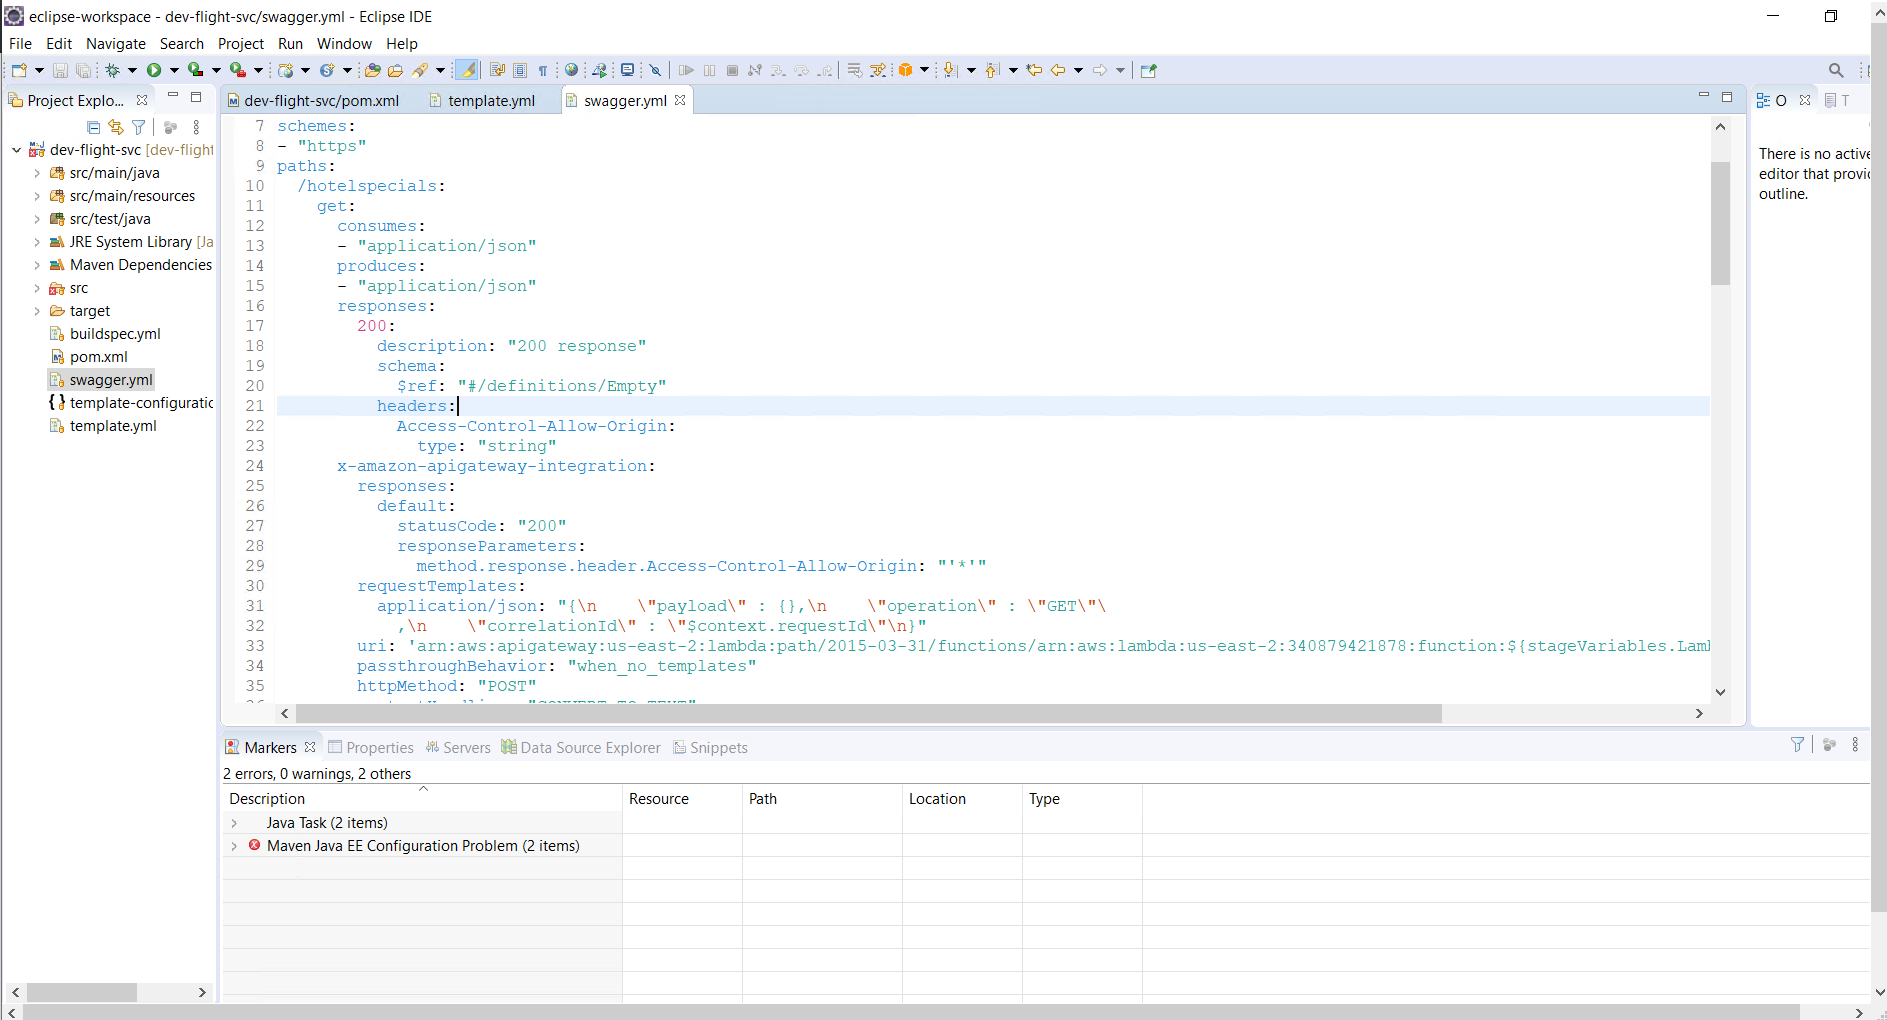 eclipse-workspace - dev-flight-svc/swagger.yml - Eclipse IDE
File Edit Navigate Search Project Run Window Help
Project Explo...
dev-flight-svc [dev-flight
src/main/java
src/main/resources
src/test/java
JRE System Library [Ja
Maven Dependencies
src
target
buildspec.yml
pom.xml
swagger.yml
template-configuratic
template.yml
dev-flight-svc/pom.xml template.yml swagger.yml
7 schemes:
8 - "https"
9 paths:
10 /hotelspecials:
11 get:
12 consumes:
13 - "application/json"
14 produces:
15 - "application/json"
16 responses:
17 200:
18 description: "200 response"
19 schema:
20 $ref: "#/definitions/Empty"
21 headers:
22 Access-Control-Allow-Origin:
23 type: "string"
24 x-amazon-apigateway-integration:
25 responses:
26 default:
27 statusCode: "200"
28 responseParameters:
29 method.response.header.Access-Control-Allow-Origin: "'*'"
30 requestTemplates:
31 application/json: "{\n    \"payload\" : {},\n    \"operation\" : \"GET\"\
32 ,\n    \"correlationId\" : \"$context.requestId\"\n}"
33 uri: 'arn:aws:apigateway:us-east-2:lambda:path/2015-03-31/functions/arn:aws:lambda:us-east-2:340879421878:function:${stageVariables.Laml
34 passthroughBehavior: "when_no_templates"
35 httpMethod: "POST"
O T
There is no active
editor that provid
outline.
Markers Properties Servers Data Source Explorer Snippets
2 errors, 0 warnings, 2 others
Description Resource Path Location Type
Java Task (2 items)
Maven Java EE Configuration Problem (2 items)